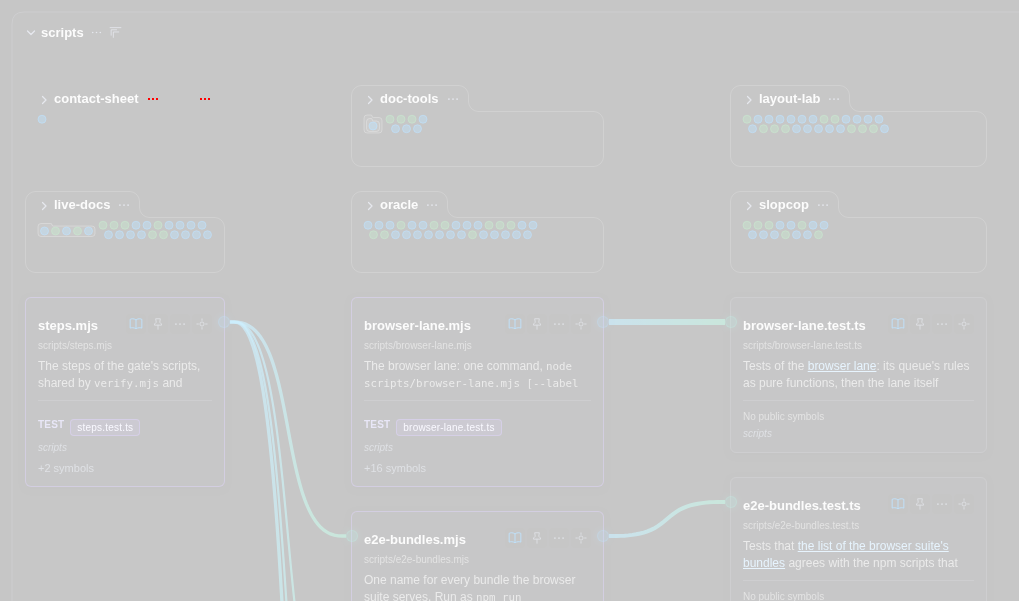 scripts
contact-sheet
doc-tools
layout-lab
live-docs
oracle
slopcop
steps.mjs
scripts/steps.mjs
The steps of the gate's scripts,
shared by verify.mjs and
TEST steps.test.ts
scripts
+2 symbols
browser-lane.mjs
scripts/browser-lane.mjs
The browser lane: one command, node
scripts/browser-lane.mjs [--label
TEST browser-lane.test.ts
scripts
+16 symbols
browser-lane.test.ts
scripts/browser-lane.test.ts
Tests of the browser lane: its queue's rules
as pure functions, then the lane itself
No public symbols
scripts
e2e-bundles.mjs
scripts/e2e-bundles.mjs
One name for every bundle the browser
suite serves. Run as npm run
e2e-bundles.test.ts
scripts/e2e-bundles.test.ts
Tests that the list of the browser suite's
bundles agrees with the npm scripts that
No public symbols